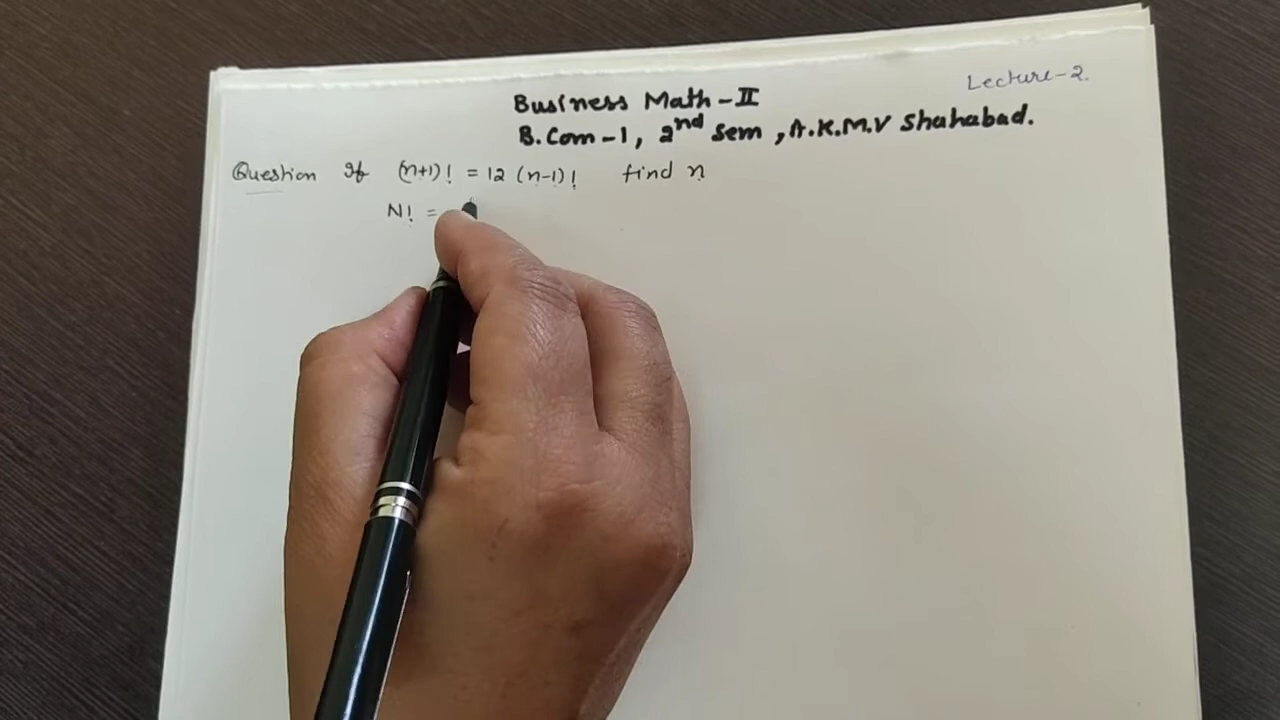 Lecture-2.
Business Math-II
B.Com-1, 2nd Sem, A.K.M.V Shahabad.
Question If (n+1)! = 12 (n-1)! find n
N! =